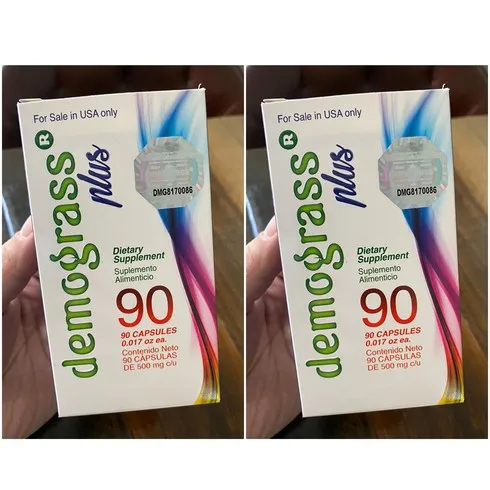 For Sale in USA only
demograss®
plus
DMG8170086
Dietary
Supplement
Suplemento
Alimenticio
90
90 CAPSULES
0.017 oz ea.
Contenido Neto
90 CÁPSULAS
DE 500 mg c/u
For Sale in USA only
demograss®
plus
DMG8170086
Dietary
Supplement
Suplemento
Alimenticio
90
90 CAPSULES
0.017 oz ea.
Contenido Neto
90 CÁPSULAS
DE 500 mg c/u